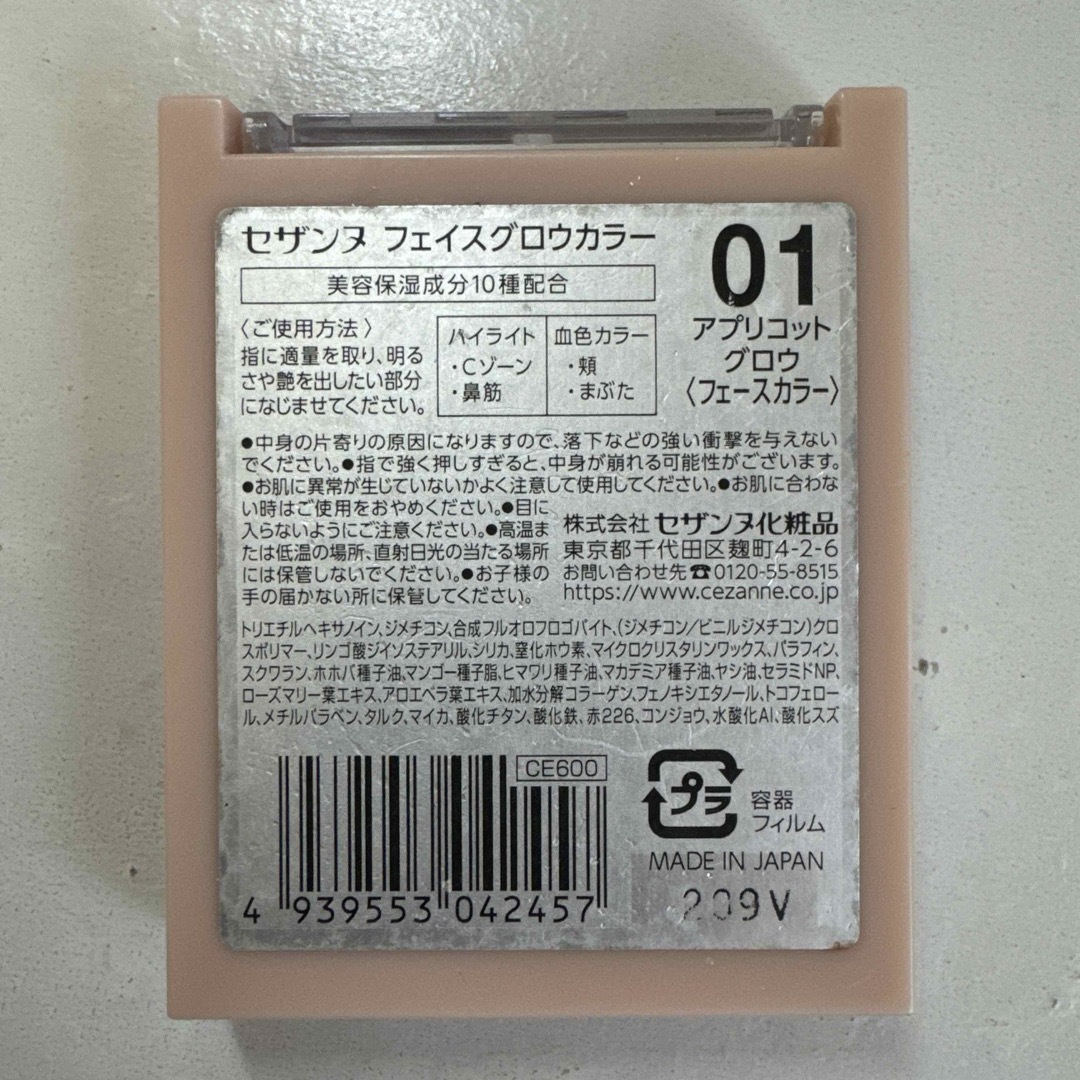 セザンヌ フェイスグロウカラー
美容保湿成分10種配合
01
アプリコット
グロウ
〈フェースカラー〉
〈ご使用方法〉
指に適量を取り、明る
さや艶を出したい部分
になじませてください。
ハイライト
・Cゾーン
・鼻筋
血色カラー
・頬
・まぶた
●中身の片寄りの原因になりますので、落下などの強い衝撃を与えない
でください。●指で強く押しすぎると、中身が崩れる可能性がございます。
●お肌に異常が生じていないかよく注意して使用してください。●お肌に合わな
い時はご使用をおやめください。●目に
入らないようにご注意ください。●高温ま
たは低温の場所、直射日光の当たる場所
には保管しないでください。●お子様の
手の届かない所に保管してください。
株式会社 セザンヌ化粧品
東京都千代田区麹町4-2-6
お問い合わせ先☎0120-55-8515
https://www.cezanne.co.jp
トリエチルヘキサノイン、ジメチコン、合成フルオロフロゴパイト、(ジメチコン/ビニルジメチコン)クロ
スポリマー、リンゴ酸ジイソステアリル、シリカ、窒化ホウ素、マイクロクリスタリンワックス、パラフィン、
スクワラン、ホホバ種子油、マンゴー種子脂、ヒマワリ種子油、マカデミア種子油、ヤシ油、セラミドNP、
ローズマリー葉エキス、アロエベラ葉エキス、加水分解コラーゲン、フェノキシエタノール、トコフェロー
ル、メチルパラベン、タルク、マイカ、酸化チタン、酸化鉄、赤226、コンジョウ、水酸化Al、酸化スズ
CE600
4 939553 042457
プラ
容器
フィルム
MADE IN JAPAN
209V